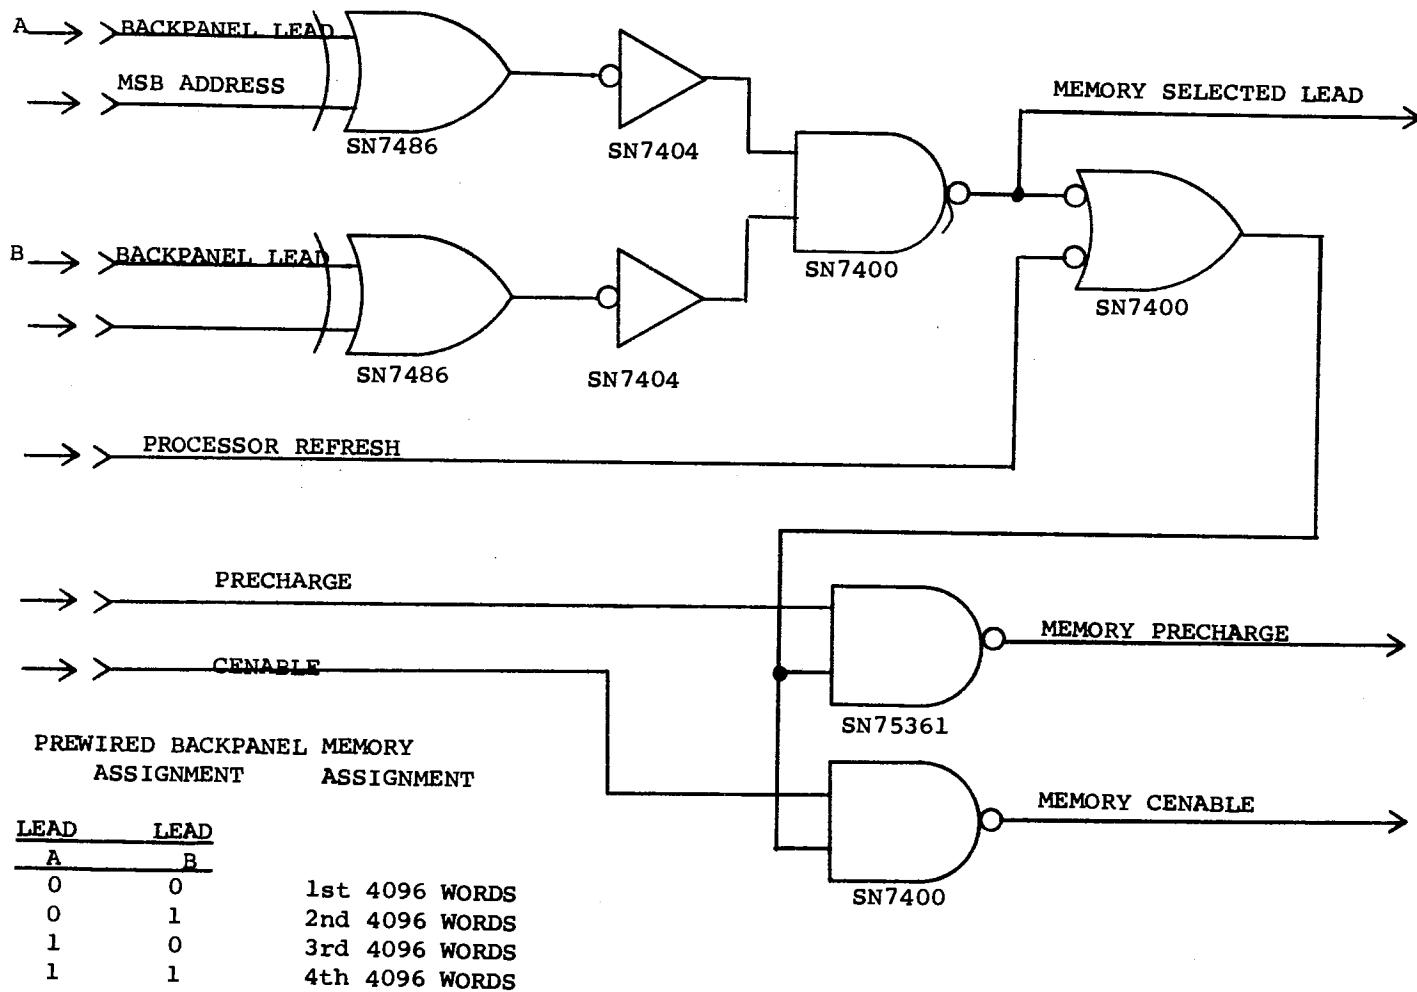 A BACKPANEL LEAD
MSB ADDRESS
SN7486
SN7404
MEMORY SELECTED LEAD
SN7400
SN7400
B BACKPANEL LEAD
SN7486
SN7404
PROCESSOR REFRESH
PRECHARGE
MEMORY PRECHARGE
CENABLE
SN75361
PREWIRED BACKPANEL MEMORY
ASSIGNMENT ASSIGNMENT
MEMORY CENABLE
SN7400
LEAD LEAD
A B
0 0 1st 4096 WORDS
0 1 2nd 4096 WORDS
1 0 3rd 4096 WORDS
1 1 4th 4096 WORDS